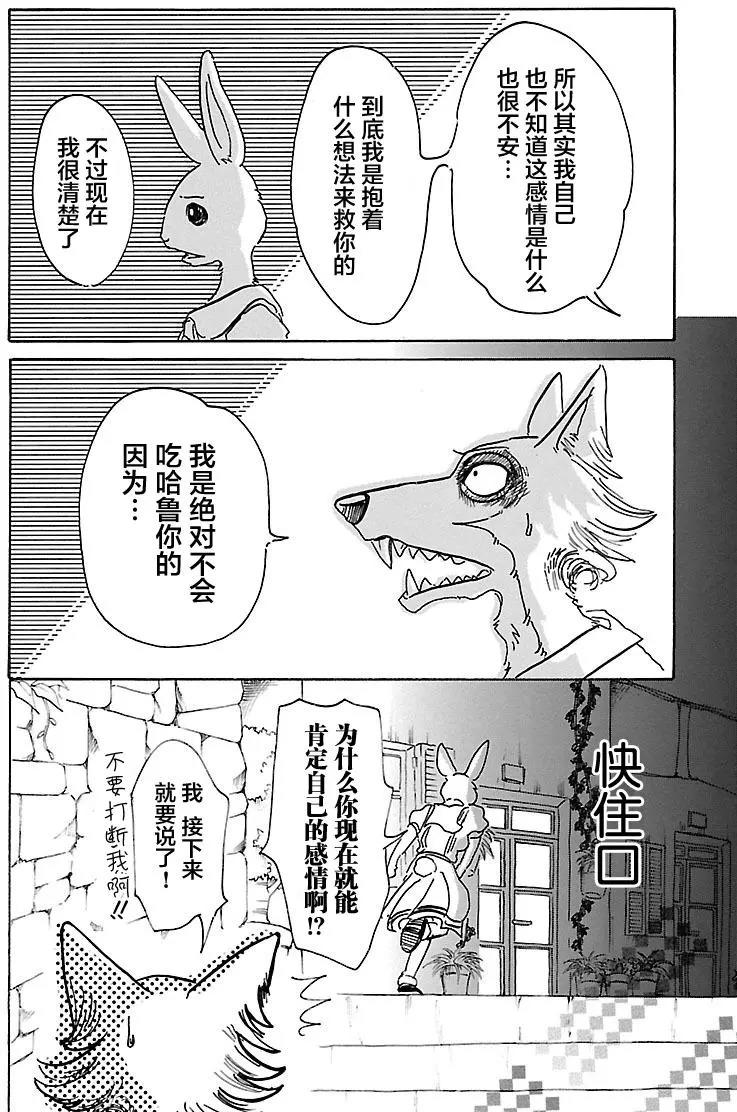 所以其实我自己
也不知道这感情是什么
也很不安…
到底我是抱着
什么想法来救你的
不过现在
我很清楚了
我是绝对不会
吃哈鲁你的
因为…
快住口
为什么你现在就能
肯定自己的感情啊!?
我 接下来
就要说了!
不要打断我啊!!